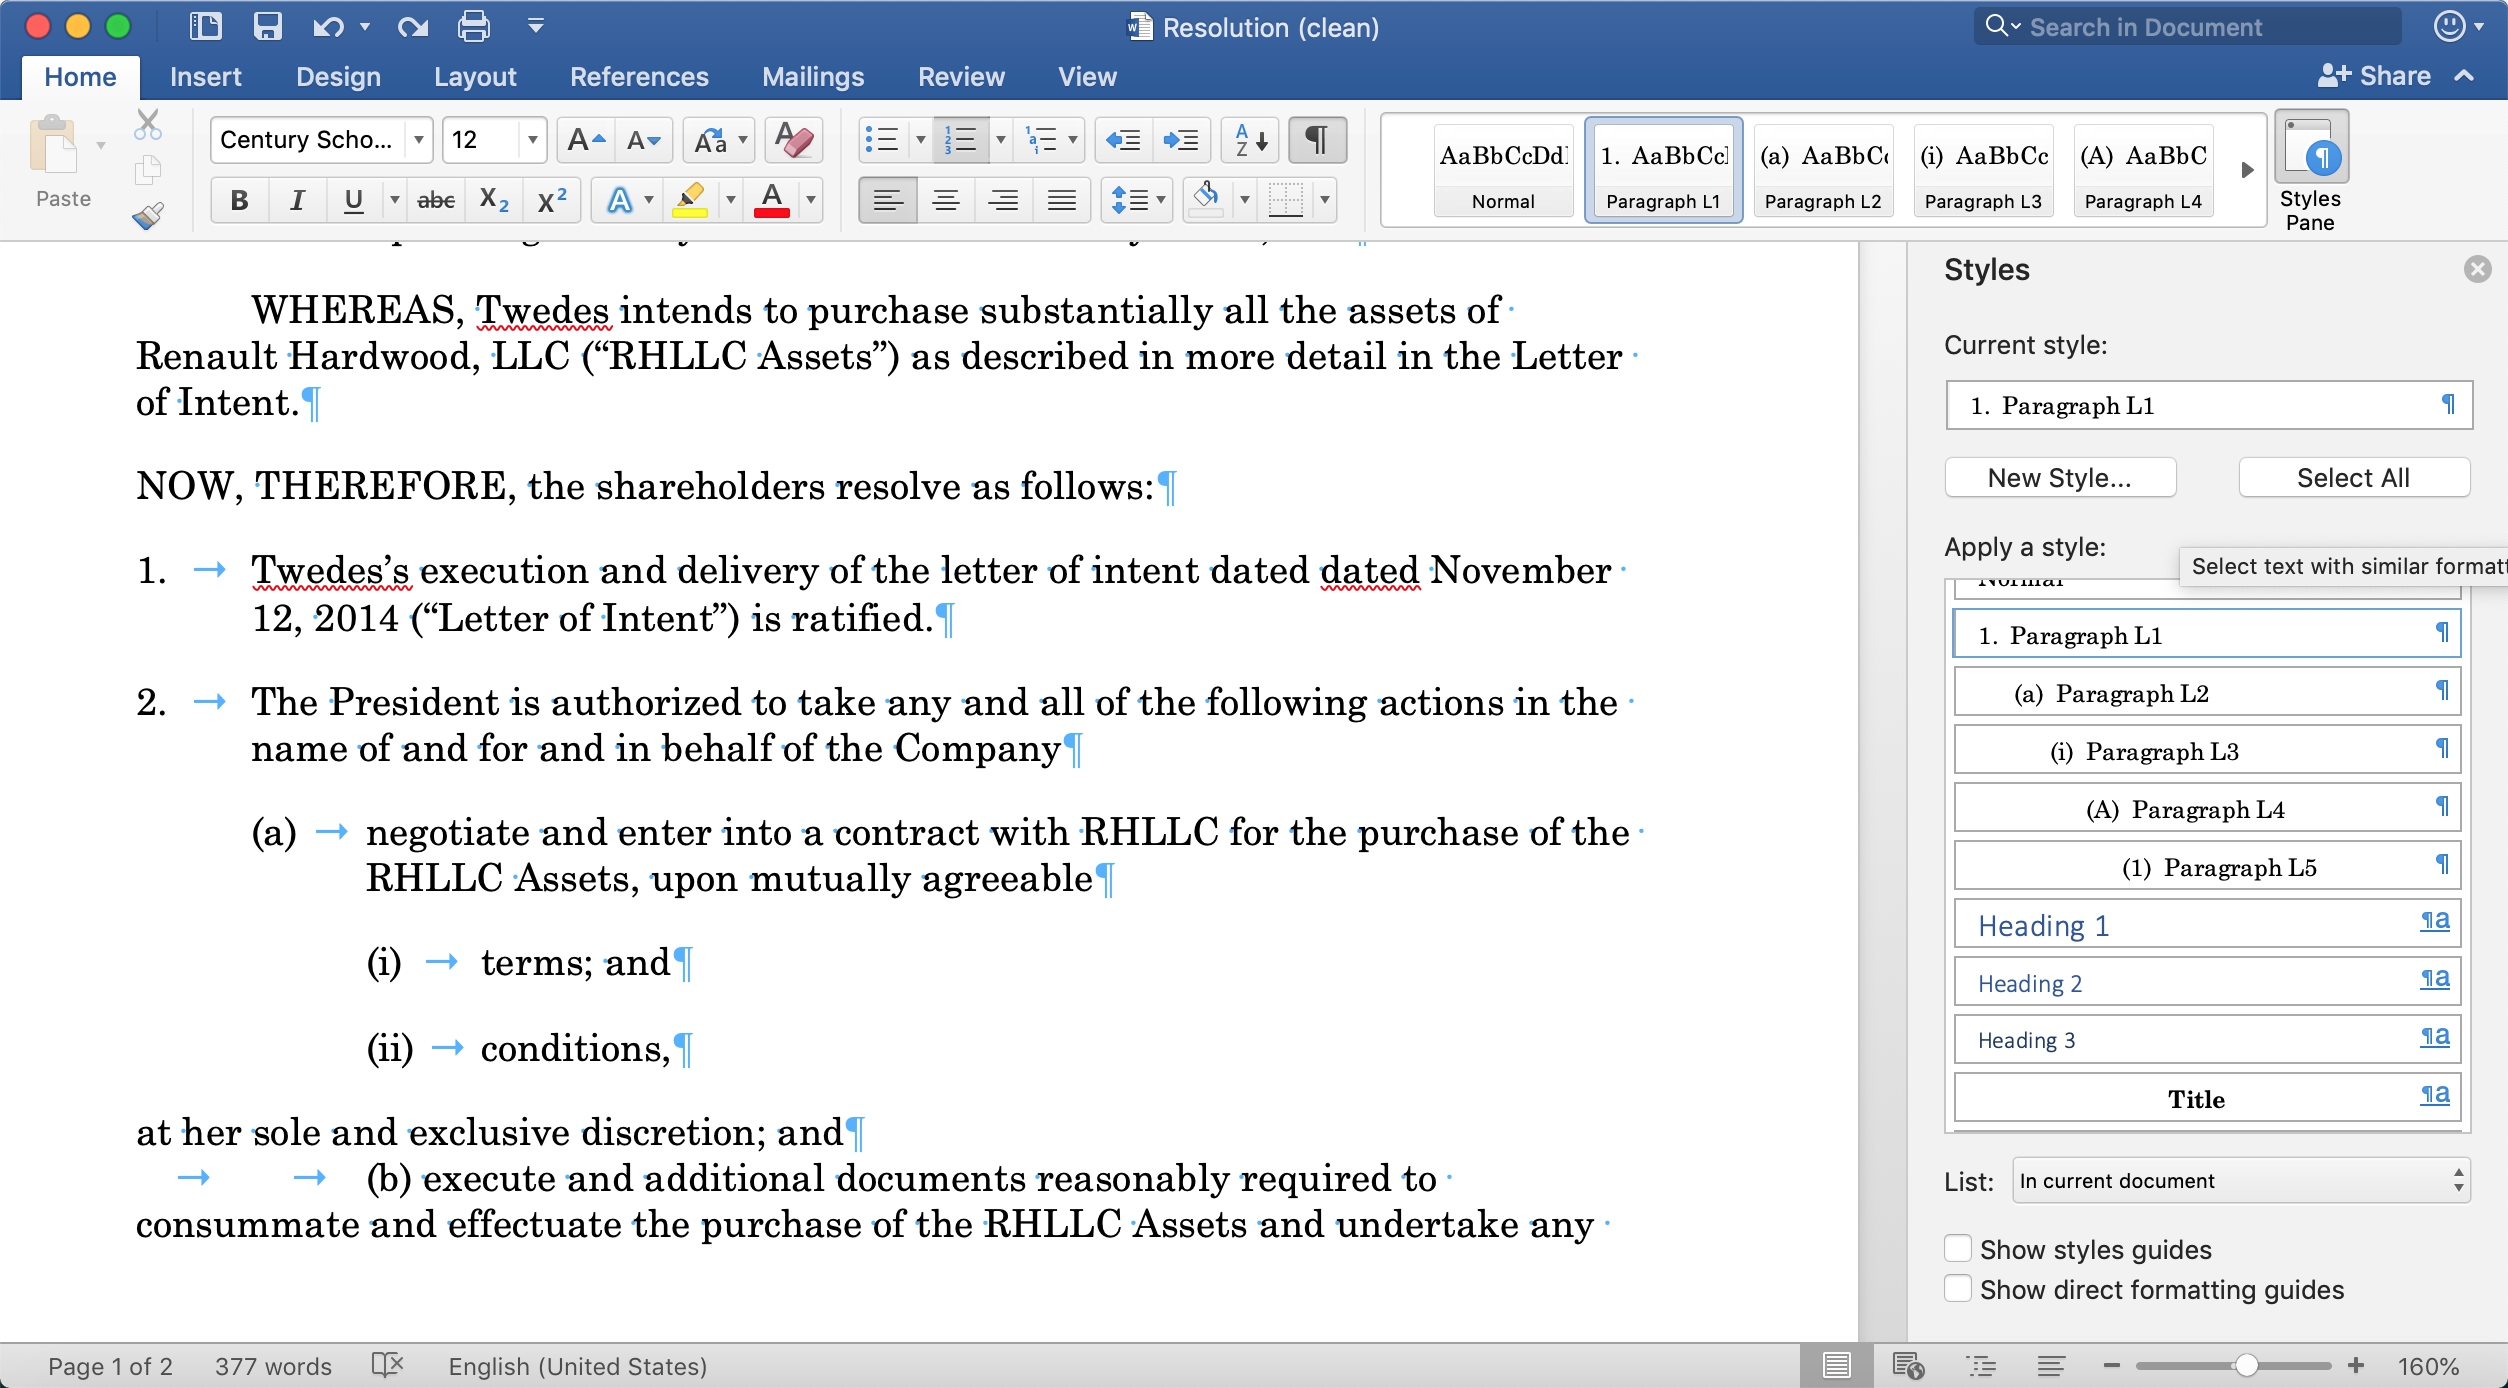 Resolution (clean)
Search in Document
Home Insert Design Layout References Mailings Review View Share
Paste
Century Scho... 12
Normal
Paragraph L1
Paragraph L2
Paragraph L3
Paragraph L4
1. AaBbCc
(i) AaBbCc
(A) AaBbC
Styles Pane
WHEREAS, Twedes intends to purchase substantially all the assets of
Renault Hardwood, LLC (“RHLLC Assets”) as described in more detail in the Letter
of Intent.¶
NOW, THEREFORE, the shareholders resolve as follows:¶
1. → Twedes’s execution and delivery of the letter of intent dated dated November
12, 2014 (“Letter of Intent”) is ratified.¶
2. → The President is authorized to take any and all of the following actions in the
name of and for and in behalf of the Company¶
(a) → negotiate and enter into a contract with RHLLC for the purchase of the
RHLLC Assets, upon mutually agreeable¶
(i) → terms; and¶
(ii) → conditions,¶
at her sole and exclusive discretion; and¶
→ → (b) execute and additional documents reasonably required to
consummate and effectuate the purchase of the RHLLC Assets and undertake any
Styles
Current style:
1. Paragraph L1 ¶
New Style... Select All
Apply a style:
Select text with similar formatt
Normal
1. Paragraph L1 ¶
(a) Paragraph L2 ¶
(i) Paragraph L3 ¶
(A) Paragraph L4 ¶
(1) Paragraph L5 ¶
Heading 1 ¶a
Heading 2 ¶a
Heading 3 ¶a
Title ¶a
List: In current document
Show styles guides
Show direct formatting guides
Page 1 of 2 377 words English (United States) 160%